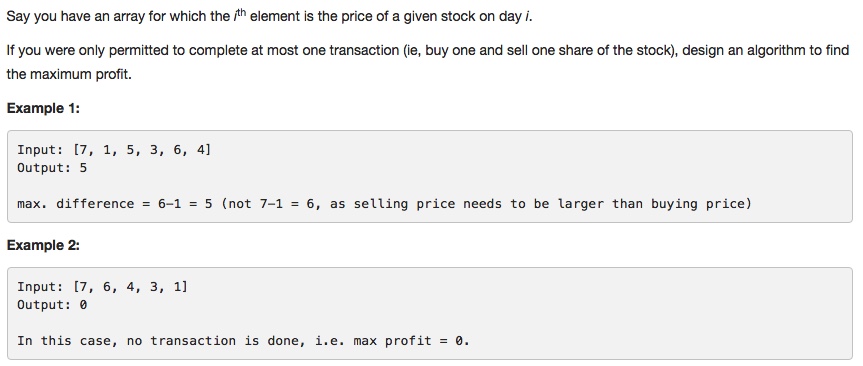 Say you have an array for which the ith element is the price of a given stock on day i.
If you were only permitted to complete at most one transaction (ie, buy one and sell one share of the stock), design an algorithm to find
the maximum profit.
Example 1:
Input: [7, 1, 5, 3, 6, 4]
Output: 5
max. difference = 6-1 = 5 (not 7-1 = 6, as selling price needs to be larger than buying price)
Example 2:
Input: [7, 6, 4, 3, 1]
Output: 0
In this case, no transaction is done, i.e. max profit = 0.